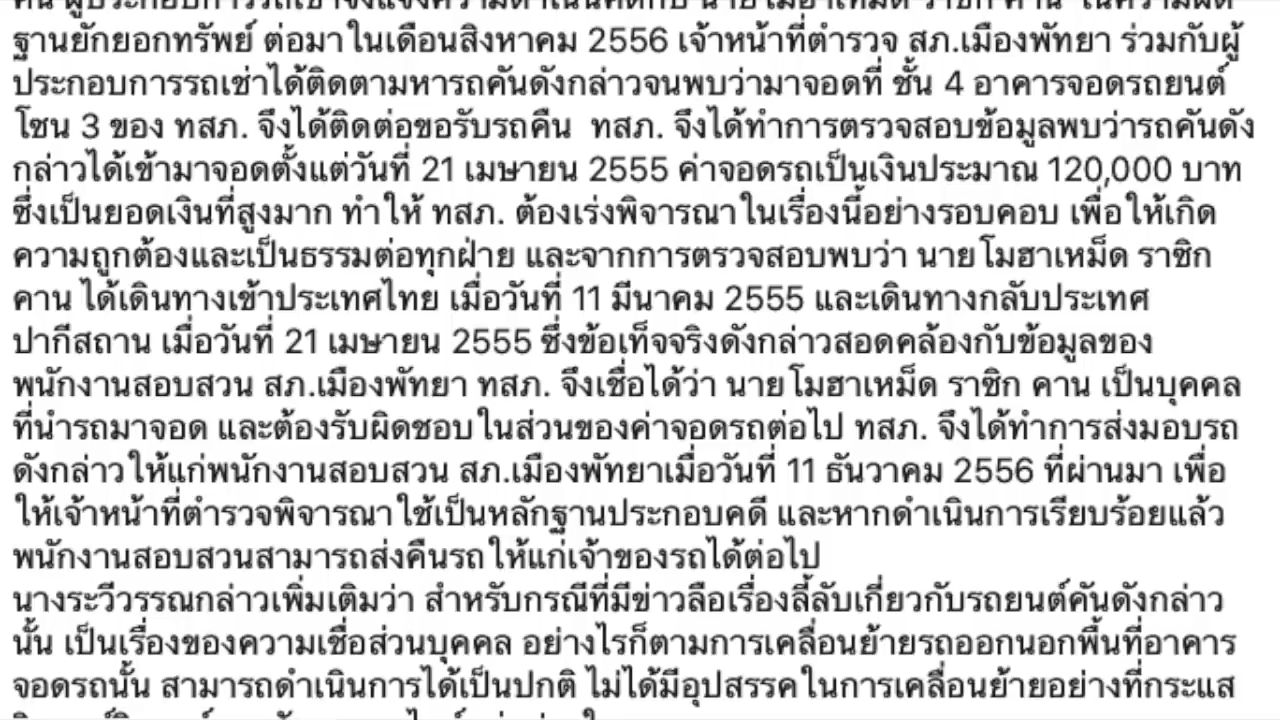 ฐานยักยอกทรัพย์ ต่อมาในเดือนสิงหาคม 2556 เจ้าหน้าที่ตำรวจ สภ.เมืองพัทยา ร่วมกับผู้
ประกอบการรถเช่าได้ติดตามหารถคันดังกล่าวจนพบว่ามาจอดที่ ชั้น 4 อาคารจอดรถยนต์
โซน 3 ของ ทสภ. จึงได้ติดต่อขอรับรถคืน ทสภ. จึงได้ทำการตรวจสอบข้อมูลพบว่ารถคันดัง
กล่าวได้เข้ามาจอดตั้งแต่วันที่ 21 เมษายน 2555 ค่าจอดรถเป็นเงินประมาณ 120,000 บาท
ซึ่งเป็นยอดเงินที่สูงมาก ทำให้ ทสภ. ต้องเร่งพิจารณาในเรื่องนี้อย่างรอบคอบ เพื่อให้เกิด
ความถูกต้องและเป็นธรรมต่อทุกฝ่าย และจากการตรวจสอบพบว่า นายโมฮาเหม็ด ราซิก
คาน ได้เดินทางเข้าประเทศไทย เมื่อวันที่ 11 มีนาคม 2555 และเดินทางกลับประเทศ
ปากีสถาน เมื่อวันที่ 21 เมษายน 2555 ซึ่งข้อเท็จจริงดังกล่าวสอดคล้องกับข้อมูลของ
พนักงานสอบสวน สภ.เมืองพัทยา ทสภ. จึงเชื่อได้ว่า นายโมฮาเหม็ด ราซิก คาน เป็นบุคคล
ที่นำรถมาจอด และต้องรับผิดชอบในส่วนของค่าจอดรถต่อไป ทสภ. จึงได้ทำการส่งมอบรถ
ดังกล่าวให้แก่พนักงานสอบสวน สภ.เมืองพัทยาเมื่อวันที่ 11 ธันวาคม 2556 ที่ผ่านมา เพื่อ
ให้เจ้าหน้าที่ตำรวจพิจารณาใช้เป็นหลักฐานประกอบคดี และหากดำเนินการเรียบร้อยแล้ว
พนักงานสอบสวนสามารถส่งคืนรถให้แก่เจ้าของรถได้ต่อไป
นางระวีวรรณกล่าวเพิ่มเติมว่า สำหรับกรณีที่มีข่าวลือเรื่องลี้ลับเกี่ยวกับรถยนต์คันดังกล่าว
นั้น เป็นเรื่องของความเชื่อส่วนบุคคล อย่างไรก็ตามการเคลื่อนย้ายรถออกนอกพื้นที่อาคาร
จอดรถนั้น สามารถดำเนินการได้เป็นปกติ ไม่ได้มีอุปสรรคในการเคลื่อนย้ายอย่างที่กระแส